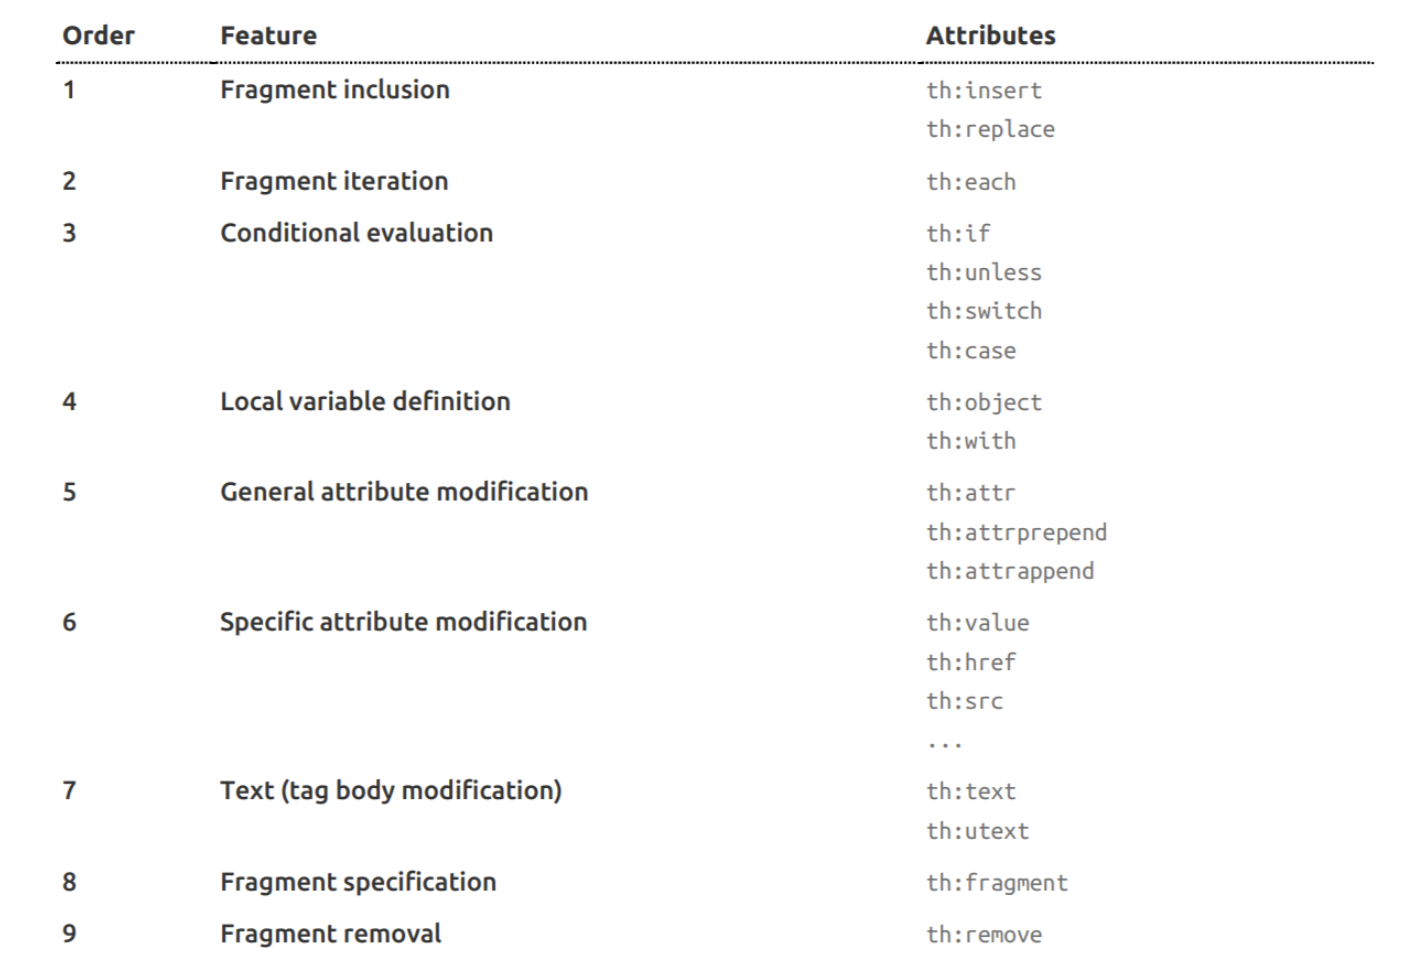 Order Feature Attributes
1 Fragment inclusion th:insert
th:replace
2 Fragment iteration th:each
3 Conditional evaluation th:if
th:unless
th:switch
th:case
4 Local variable definition th:object
th:with
5 General attribute modification th:attr
th:attrprepend
th:attrappend
6 Specific attribute modification th:value
th:href
th:src
...
7 Text (tag body modification) th:text
th:utext
8 Fragment specification th:fragment
9 Fragment removal th:remove